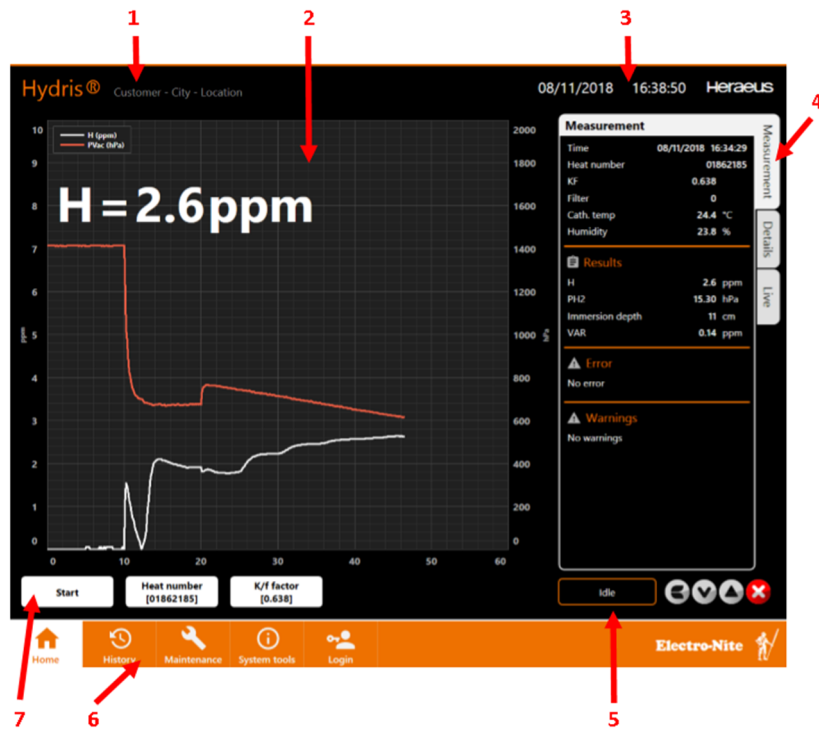 1
2
3
4
Hydris®
Customer - City - Location
08/11/2018
16:38:50
Heraeus
H (ppm)
PVac (hPa)
H = 2.6 ppm
10
9
8
7
6
5
4
3
2
1
0
ppm
2000
1800
1600
1400
1200
1000
800
600
400
200
0
hPa
0 10 20 30 40 50 60
Measurement
Time 08/11/2018 16:34:29
Heat number 01862185
KF 0.638
Filter 0
Cath. temp 24.4 °C
Humidity 23.8 %
Results
H 2.6 ppm
PH2 15.30 hPa
Immersion depth 11 cm
VAR 0.14 ppm
Error
No error
Warnings
No warnings
Measurement
Details
Live
Start
Heat number
[01862185]
K/f factor
[0.638]
Idle
Home
History
Maintenance
System tools
Login
Electro-Nite
7
6
5